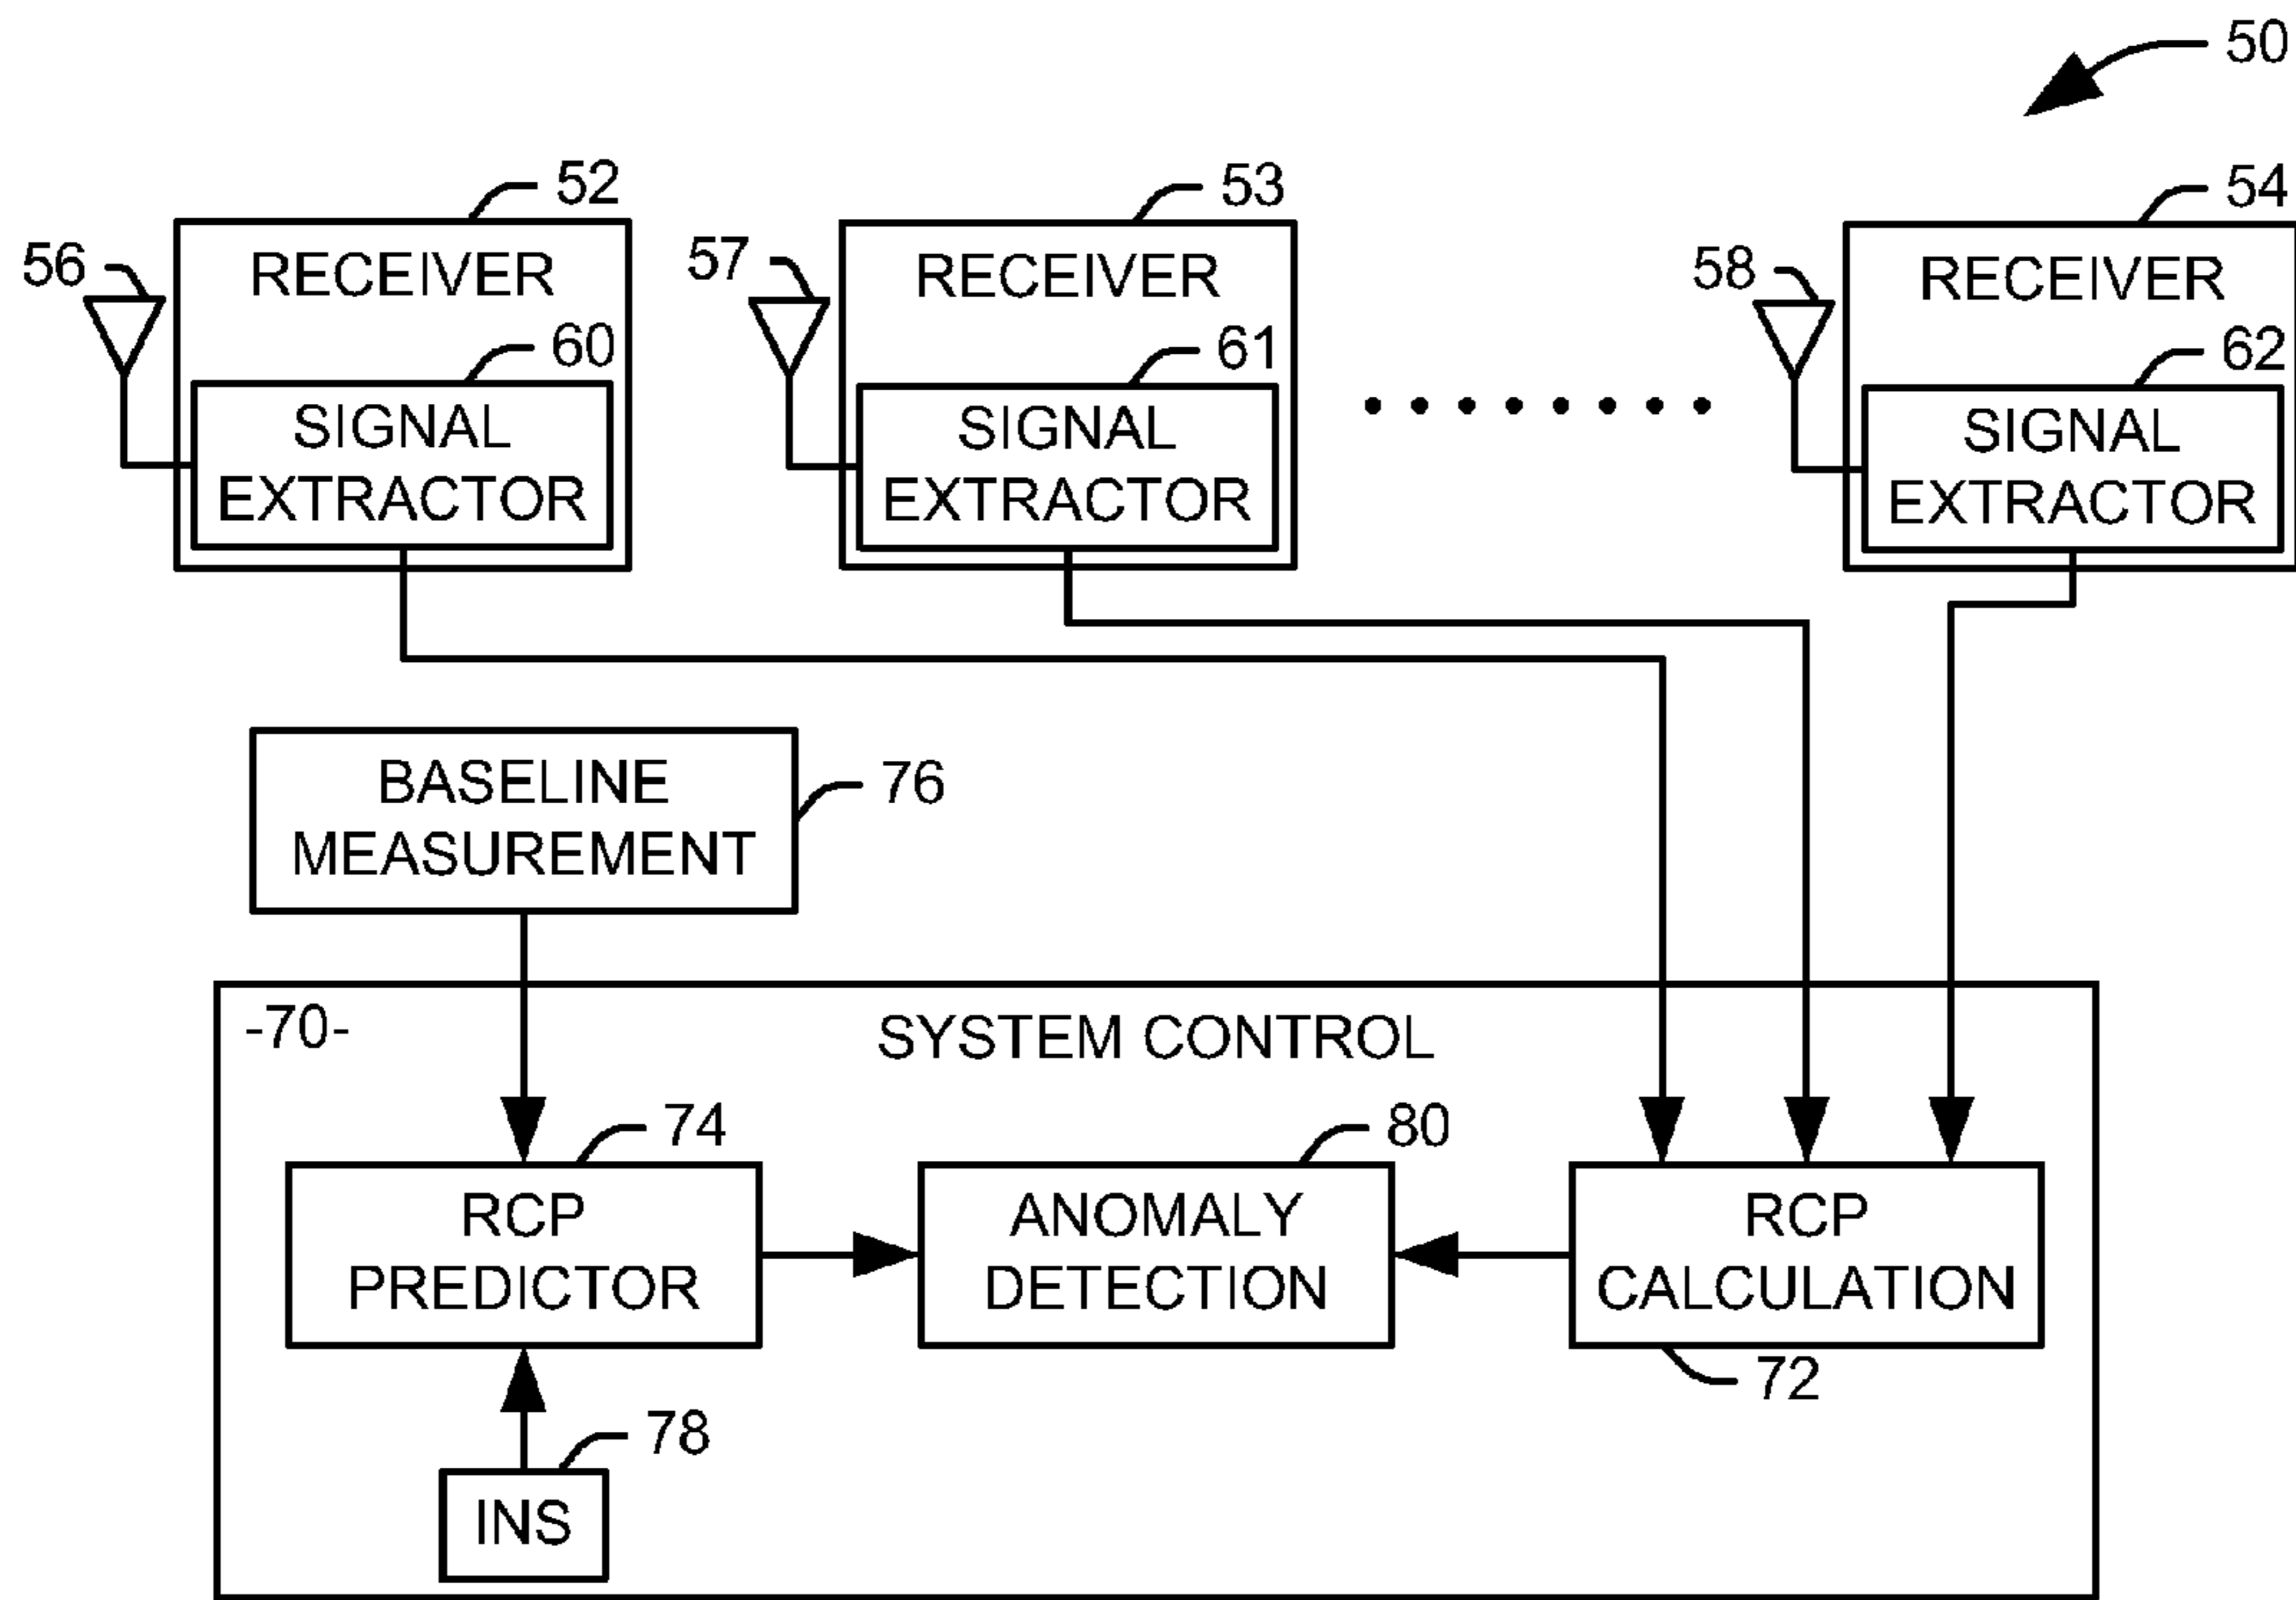 50
52
53
54
56
RECEIVER
57
RECEIVER
58
RECEIVER
60
61
62
SIGNAL
EXTRACTOR
SIGNAL
EXTRACTOR
SIGNAL
EXTRACTOR
BASELINE
MEASUREMENT
76
-70-
SYSTEM CONTROL
74
80
RCP
PREDICTOR
ANOMALY
DETECTION
RCP
CALCULATION
72
78
INS